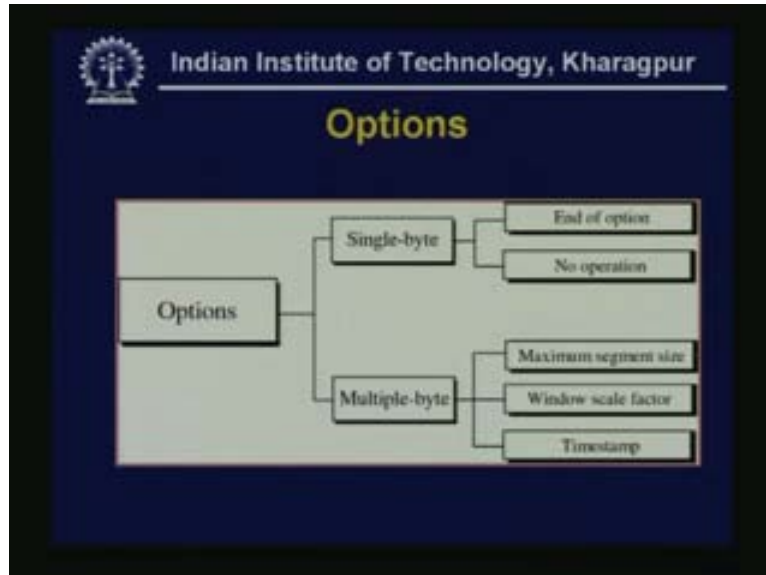 Indian Institute of Technology, Kharagpur
Options
Options
Single-byte
End of option
No operation
Multiple-byte
Maximum segment size
Window scale factor
Timestamp